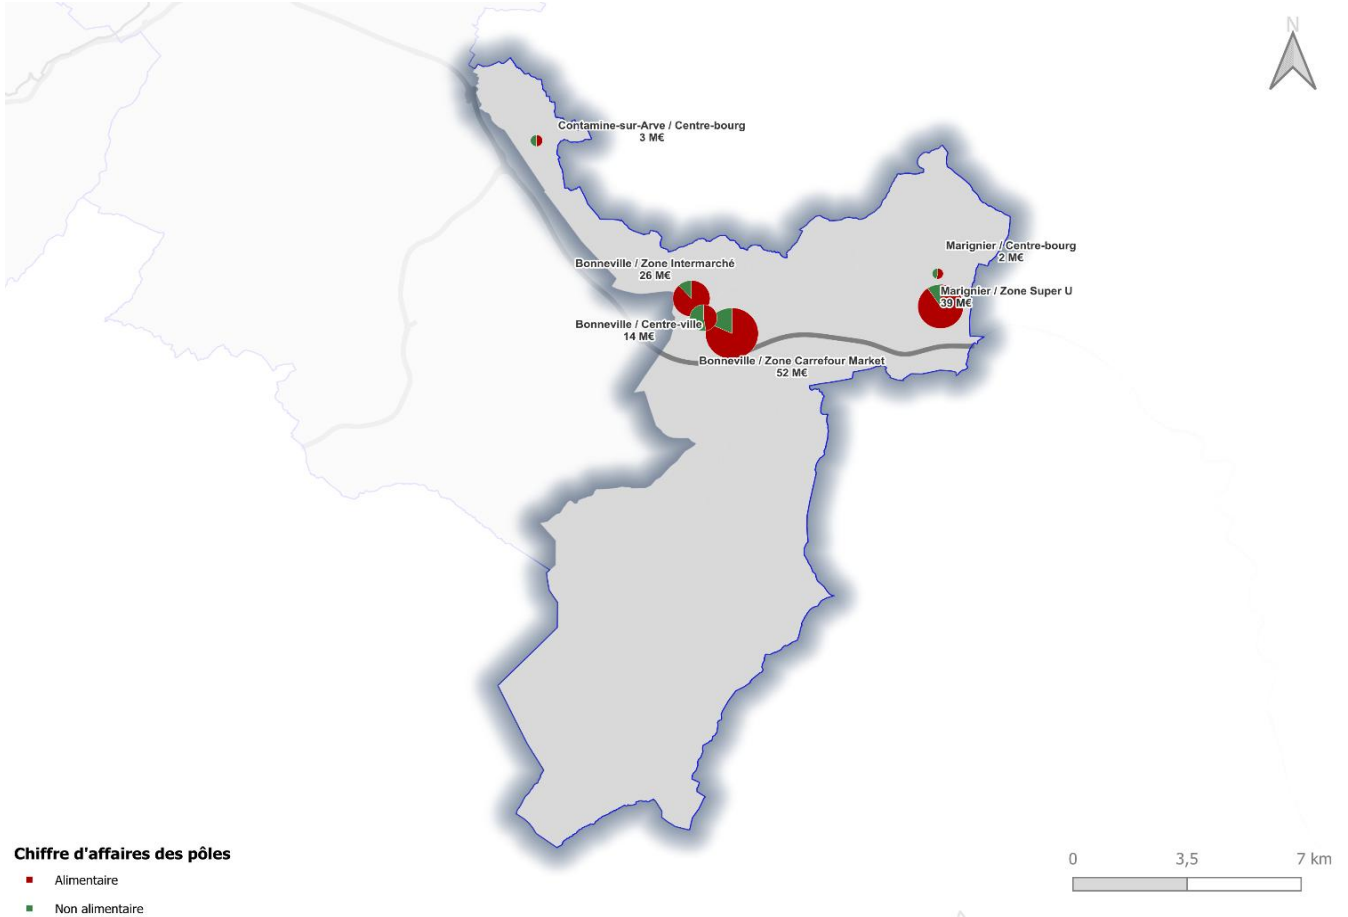 N
Contamine-sur-Arve / Centre-bourg
3 M€
Marignier / Centre-bourg
2 M€
Bonneville / Zone Intermarché
26 M€
Marignier / Zone Super U
39 M€
Bonneville / Centre-ville
14 M€
Bonneville / Zone Carrefour Market
52 M€
Chiffre d'affaires des pôles
Alimentaire
Non alimentaire
0 3,5 7 km